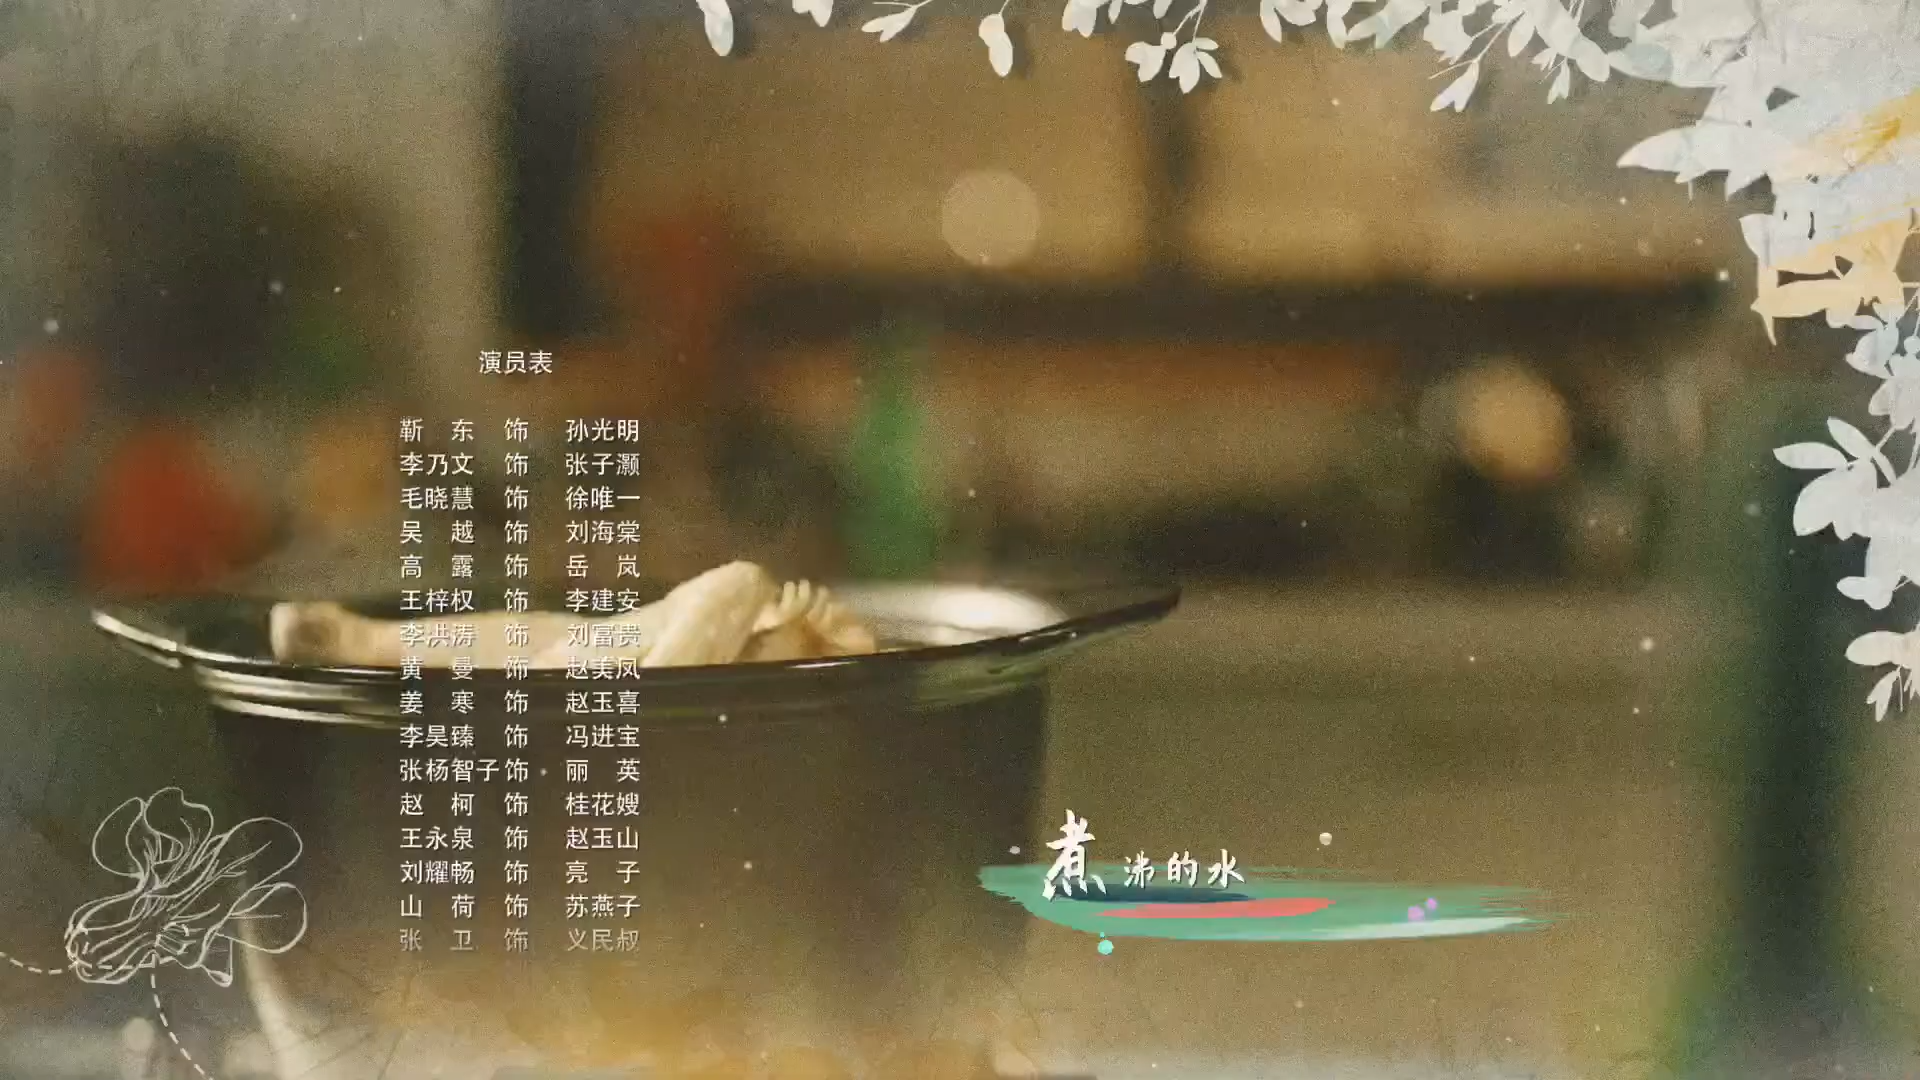 演员表
靳东 饰 孙光明
李乃文 饰 张子灏
毛晓慧 饰 徐唯一
吴越 饰 刘海棠
高露 饰 岳岚
王梓权 饰 李建安
李洪涛 饰 刘富贵
黄曼 饰 赵美凤
姜寒 饰 赵玉喜
李昊臻 饰 冯进宝
张杨智子 饰 丽英
赵柯 饰 桂花嫂
王永泉 饰 赵玉山
刘耀畅 饰 亮子
山荷 饰 苏燕子
张卫 饰 义民叔
煮沸的水